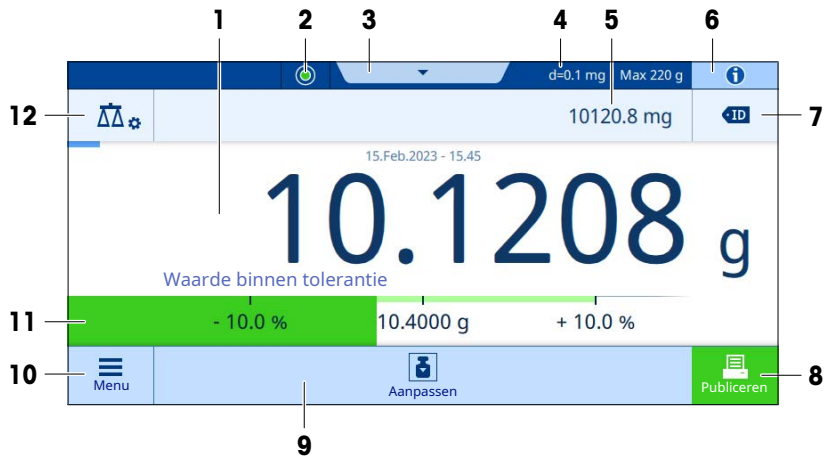 1 2 3 4 5 6
d=0.1 mg Max 220 g
12 10120.8 mg ID 7
15.Feb.2023 - 15.45
10.1208 g
Waarde binnen tolerantie
11 - 10.0 % 10.4000 g + 10.0 %
10 Menu Aanpassen Publiceren 8
9